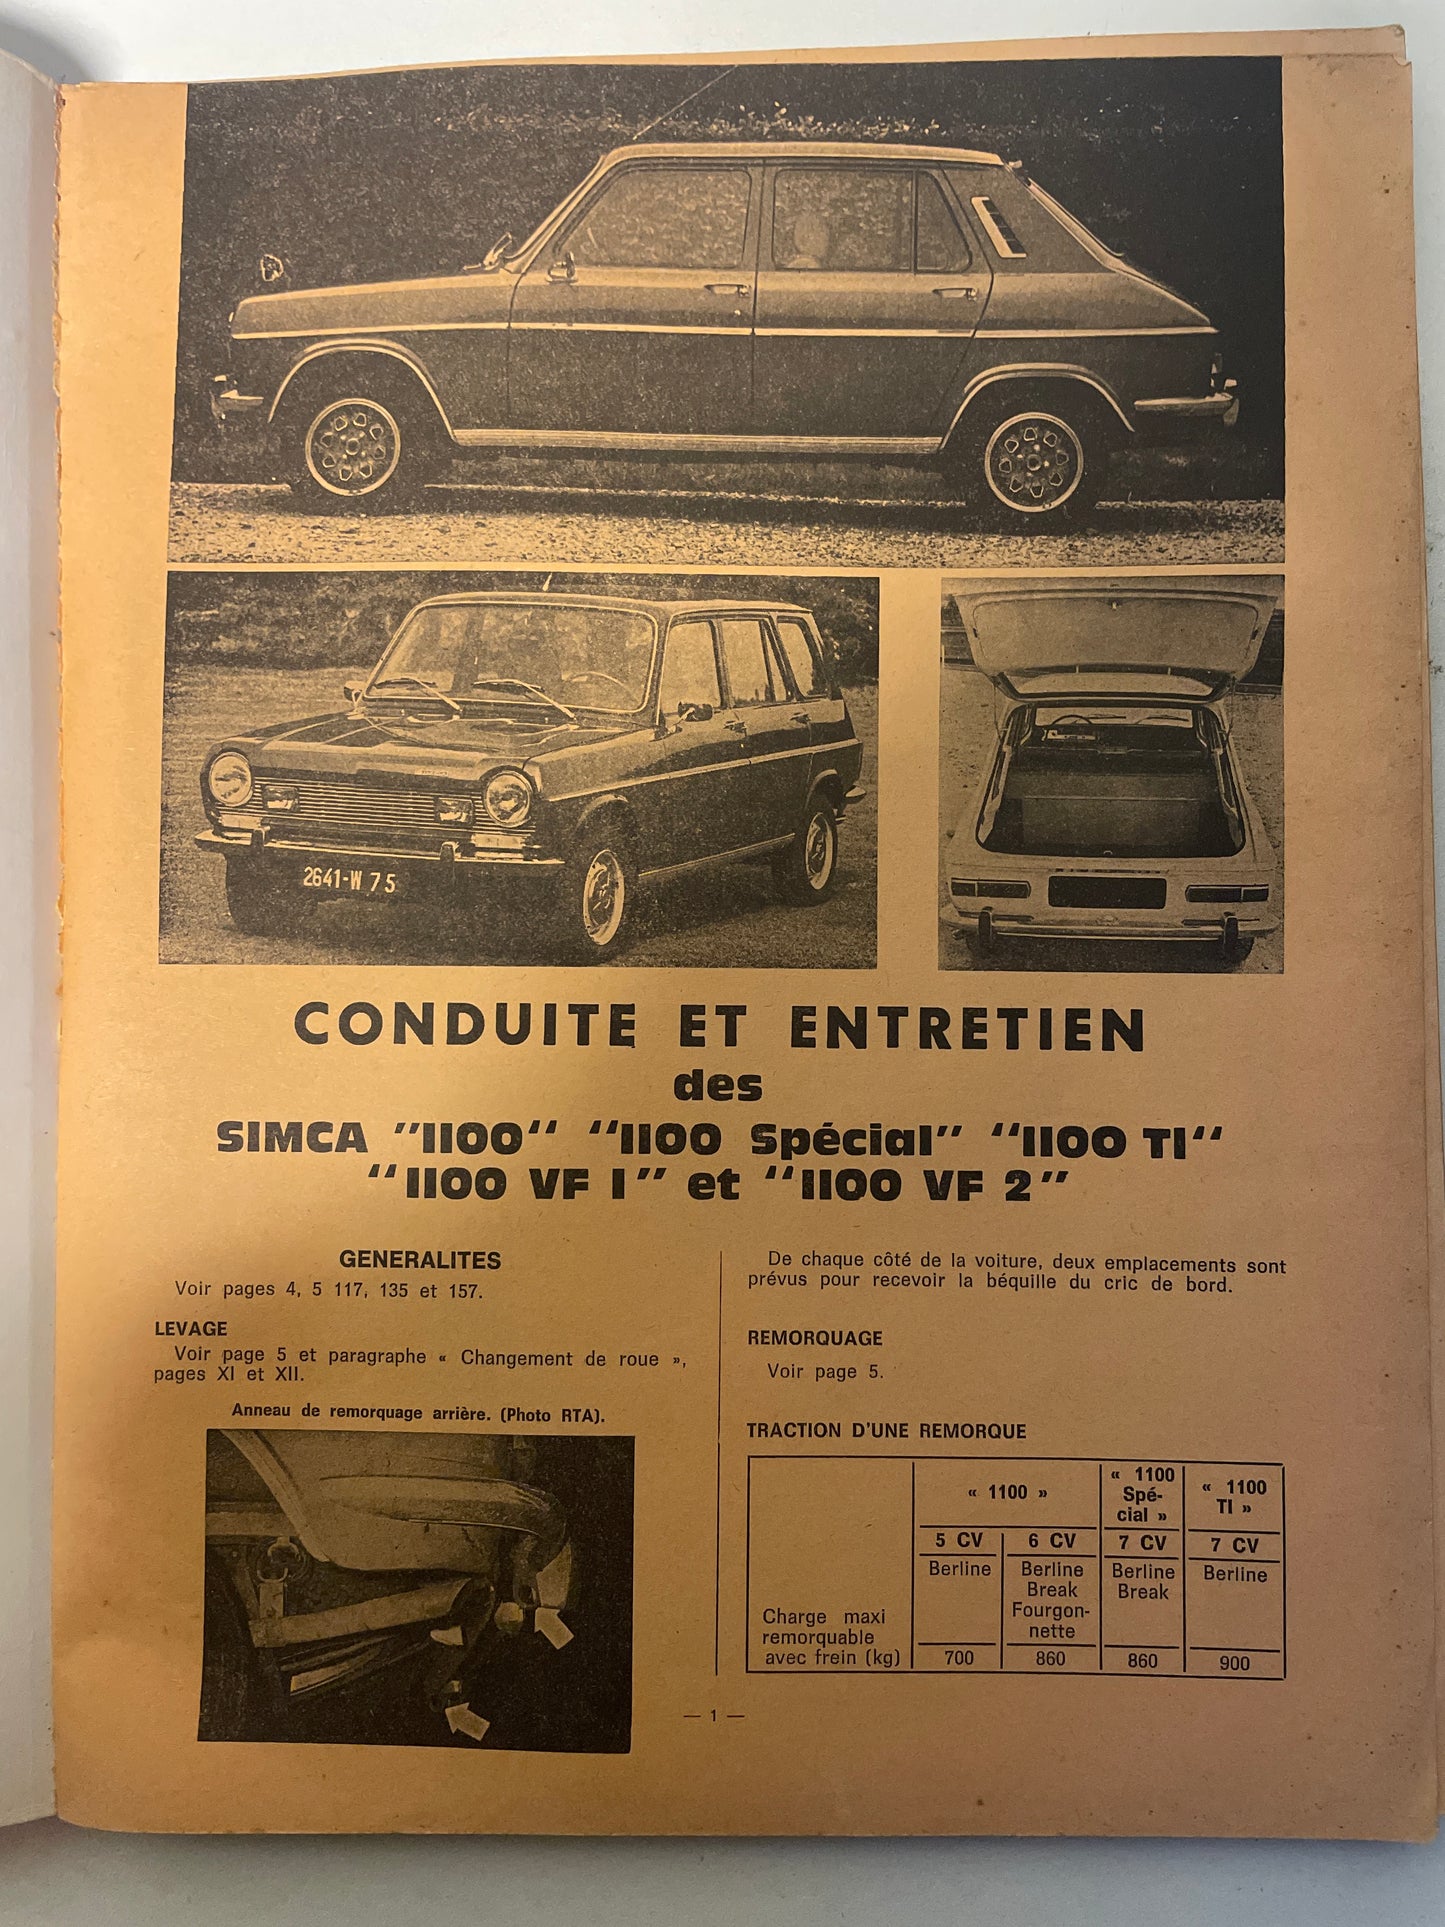 2641-W 75
CONDUITE ET ENTRETIEN
des
SIMCA "1100" "1100 Spécial" "1100 TI"
"1100 VF 1" et "1100 VF 2"
GENERALITES
Voir pages 4, 5 117, 135 et 157.
LEVAGE
Voir page 5 et paragraphe « Changement de roue »,
pages XI et XII.
Anneau de remorquage arrière. (Photo RTA).
De chaque côté de la voiture, deux emplacements sont
prévus pour recevoir la béquille du cric de bord.
REMORQUAGE
Voir page 5.
TRACTION D'UNE REMORQUE
« 1100 »
« 1100
Spé-
cial »
« 1100
TI »
5 CV
6 CV
7 CV
7 CV
Berline
Berline
Break
Fourgon-
nette
Berline
Break
Berline
Charge maxi
remorquable
avec frein (kg)
700
860
860
900
— 1 —